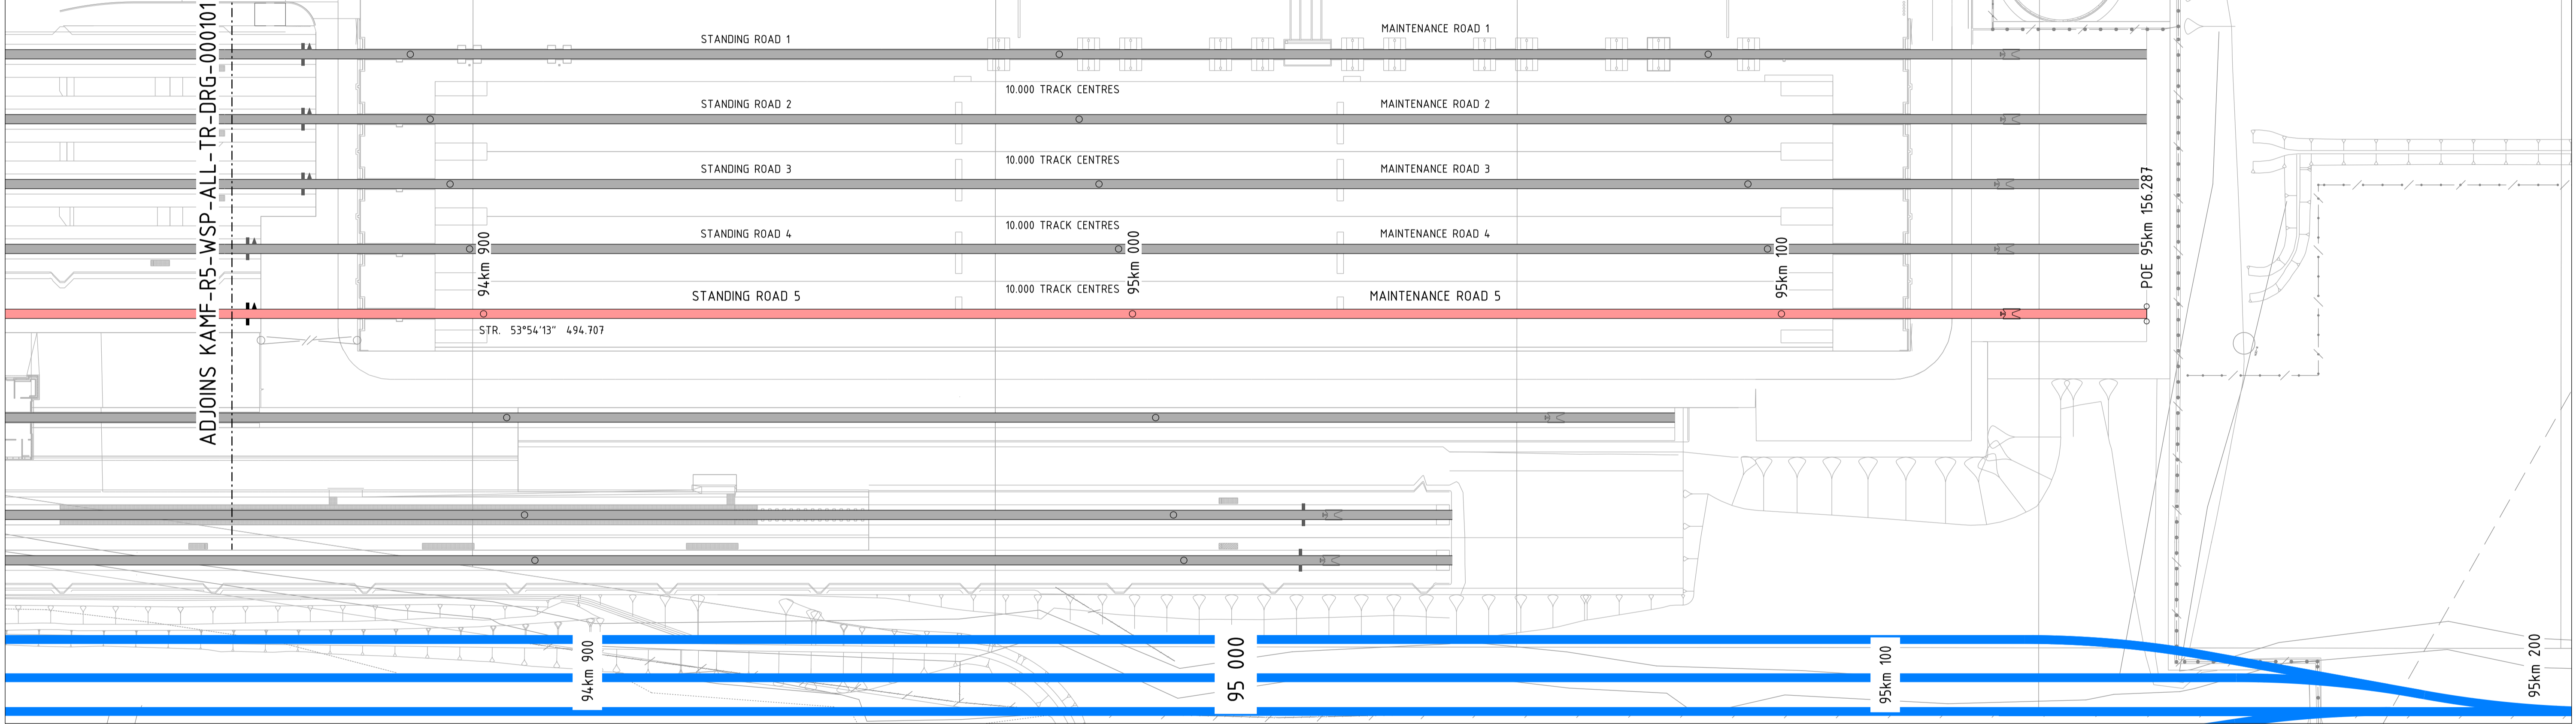 ADJOINS KAMF-R5-WSP-ALL-TR-DRG-000101
STANDING ROAD 1
MAINTENANCE ROAD 1
10.000 TRACK CENTRES
STANDING ROAD 2
MAINTENANCE ROAD 2
10.000 TRACK CENTRES
STANDING ROAD 3
MAINTENANCE ROAD 3
10.000 TRACK CENTRES
STANDING ROAD 4
MAINTENANCE ROAD 4
94km 900
95km 000
95km 100
POE 95km 156.287
10.000 TRACK CENTRES
STANDING ROAD 5
MAINTENANCE ROAD 5
STR. 53°54'13" 494.707
94km 900
95 000
95km 100
95km 200